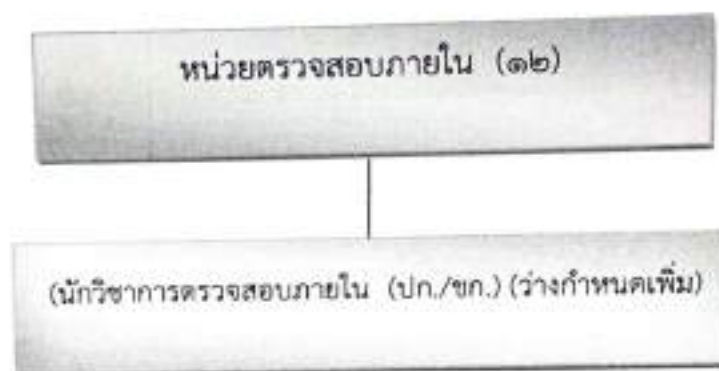 หน่วยตรวจสอบภายใน (๑๒)
(นักวิชาการตรวจสอบภายใน (ปก./ชก.) (ว่างกำหนดเพิ่ม)